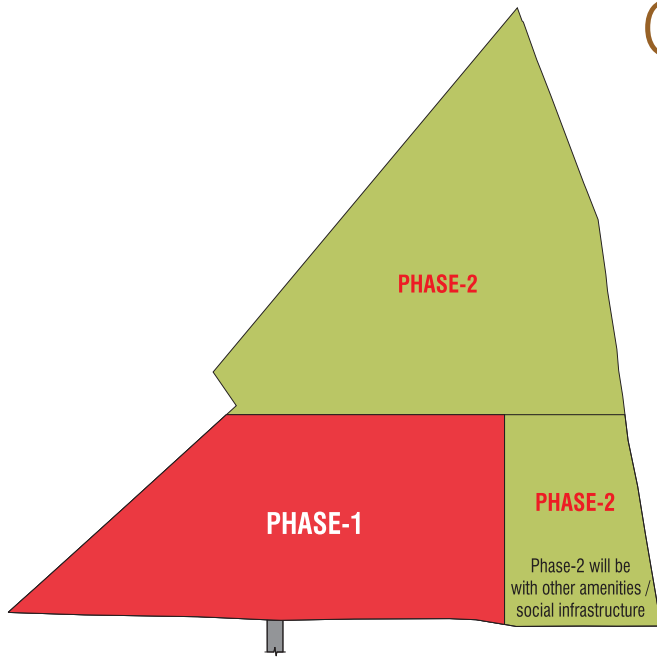 PHASE-2
PHASE-1
PHASE-2
Phase-2 will be
with other amenities /
social infrastructure